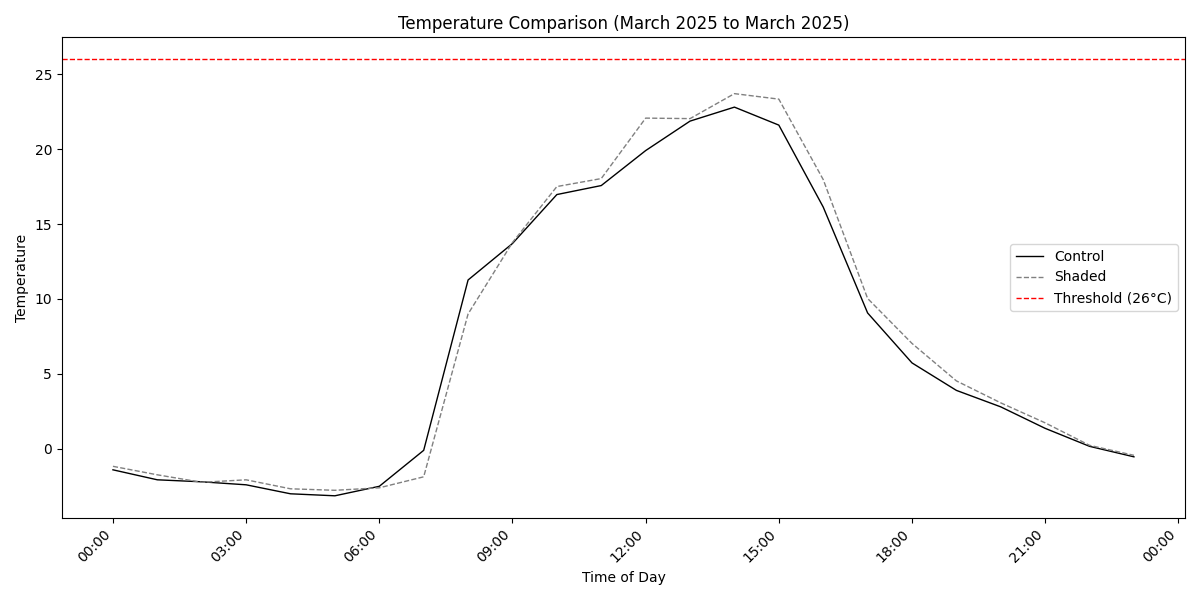 Temperature Comparison (March 2025 to March 2025)
25
20
15
10
5
0
Temperature
Control
Shaded
Threshold (26°C)
00:00
03:00
06:00
09:00
12:00
15:00
18:00
21:00
00:00
Time of Day